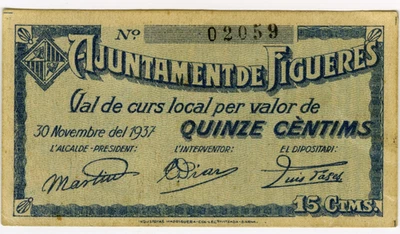 Nº 02059
AJUNTAMENT DE FIGUERES
Val de curs local per valor de
30 Novembre del 1937 QUINZE CÈNTIMS
L'ALCALDE-PRESIDENT: L'INTERVENTOR: EL DIPOSITARI:
15 CTMS.